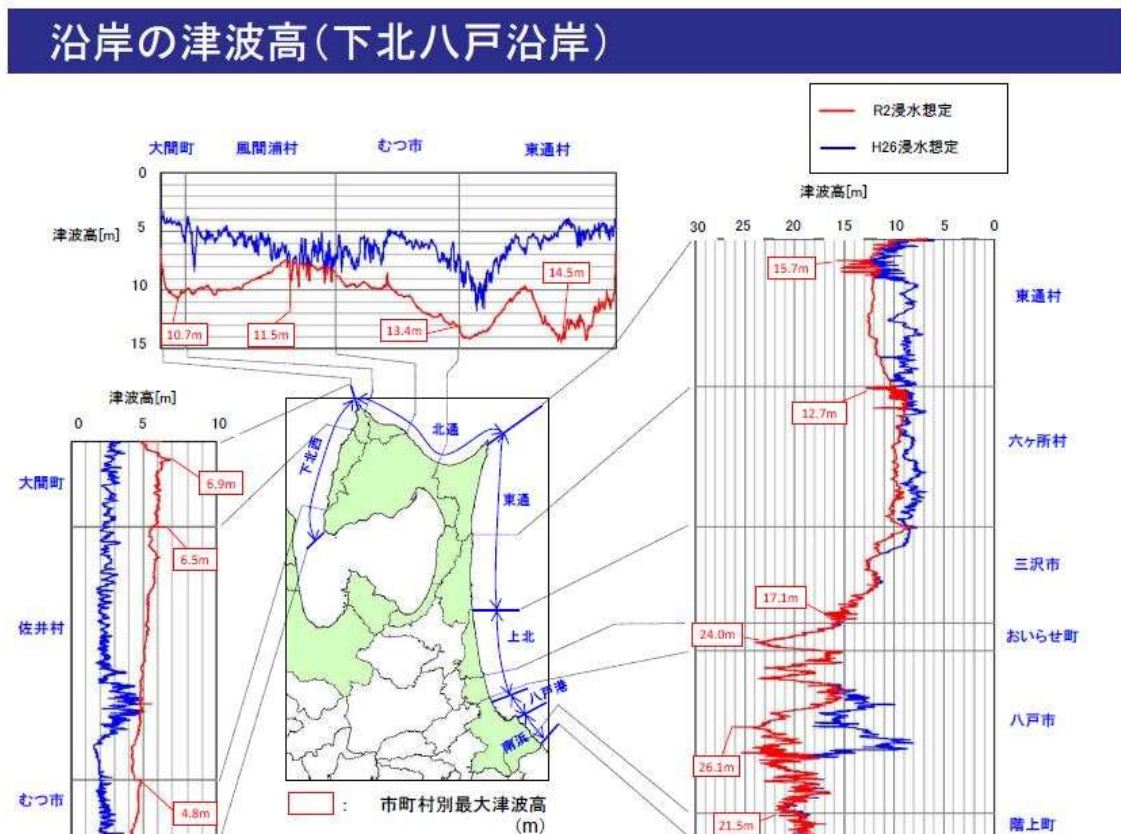 沿岸の津波高(下北八戸沿岸)
R2浸水想定
H26浸水想定
大間町 風間浦村 むつ市 東通村
津波高[m]
0
5
10
15
10.7m
11.5m
13.4m
14.5m
津波高[m]
0 5 10
大間町
佐井村
むつ市
6.9m
6.5m
4.8m
下北西
北通
東通
上北
八戸港
南浜
: 市町村別最大津波高
(m)
津波高[m]
30 25 20 15 10 5 0
15.7m
東通村
12.7m
六ヶ所村
三沢市
17.1m
24.0m
おいらせ町
八戸市
26.1m
21.5m
階上町